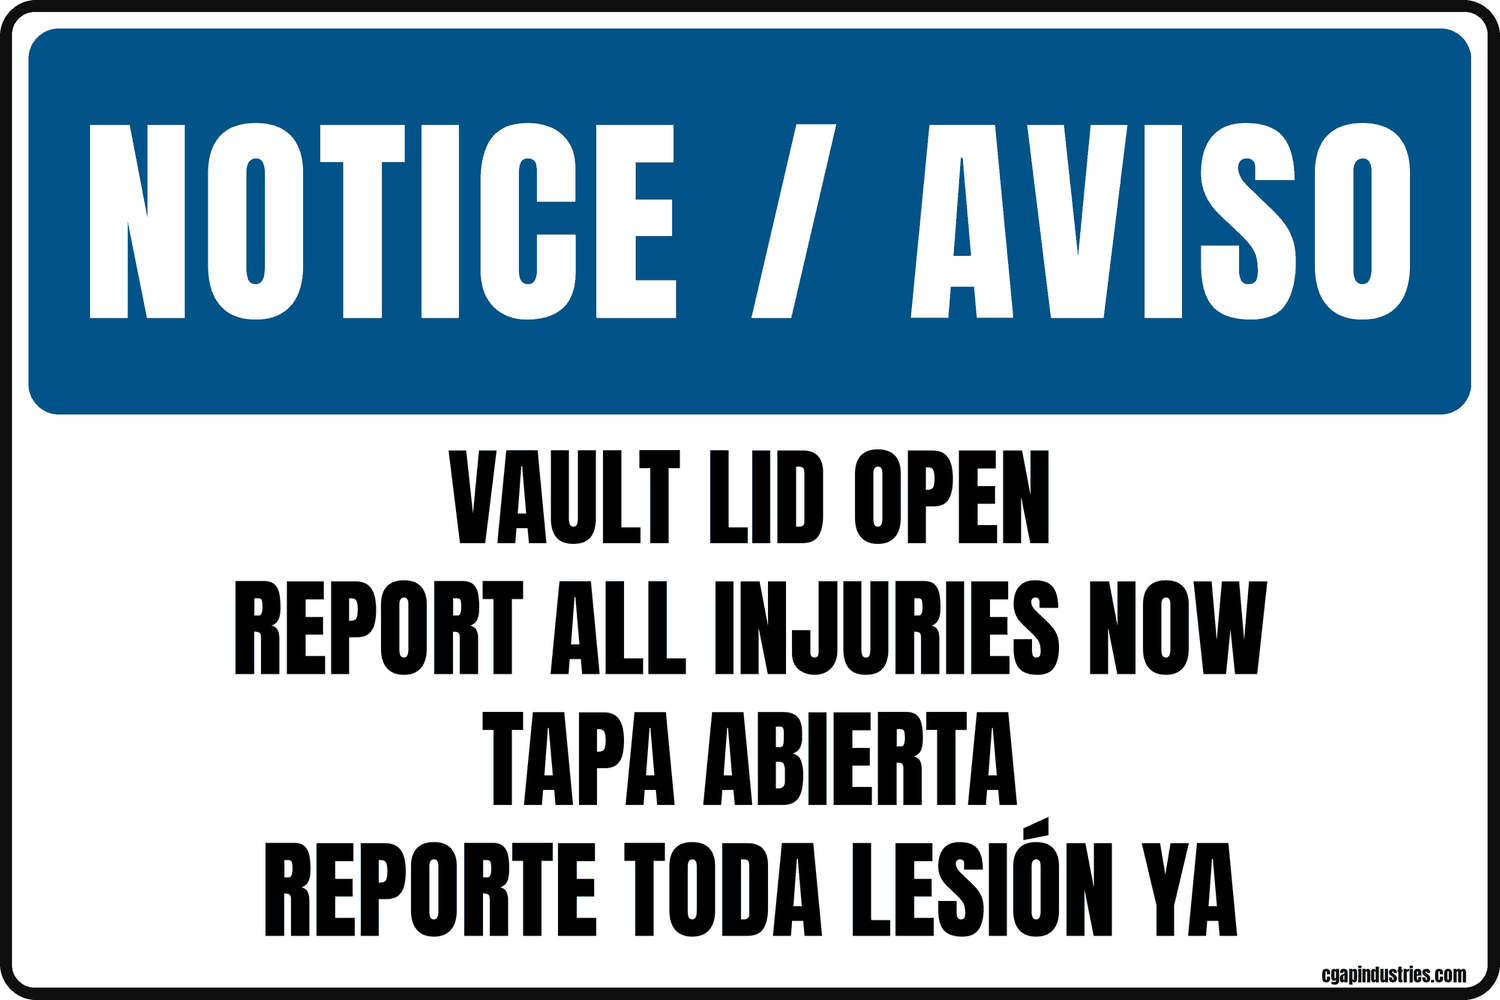 NOTICE / AVISO
VAULT LID OPEN
REPORT ALL INJURIES NOW
TAPA ABIERTA
REPORTE TODA LESIÓN YA
cgapindustries.com